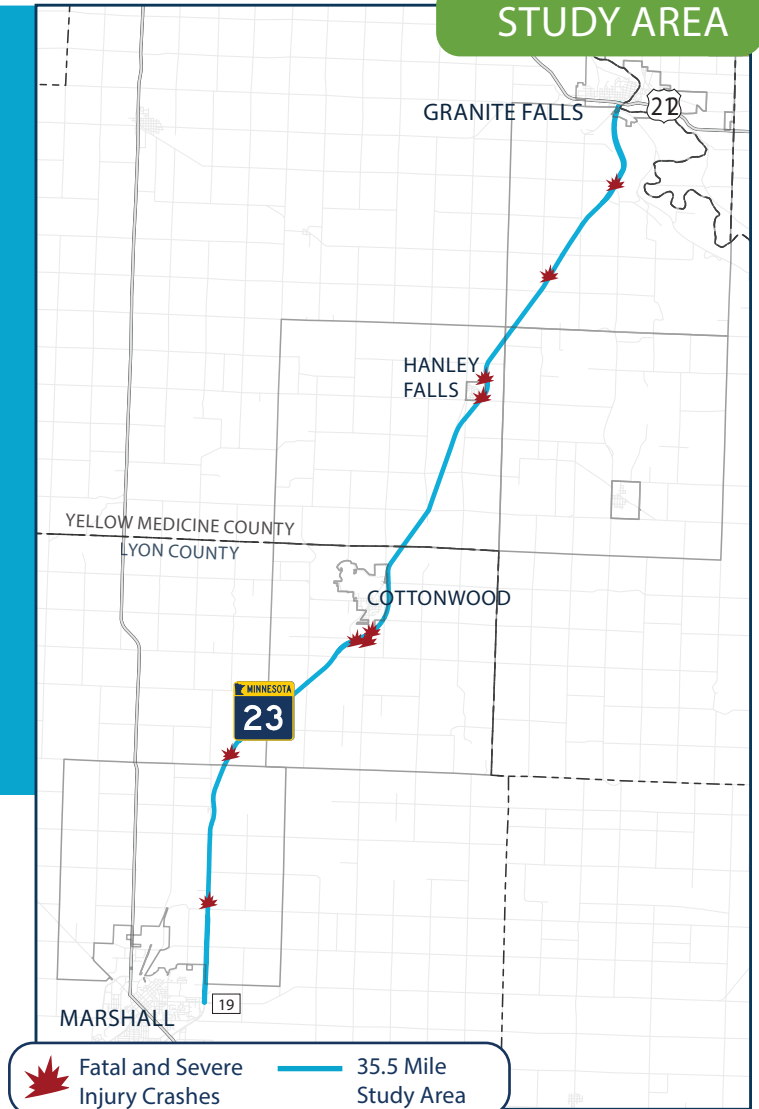 STUDY AREA
GRANITE FALLS
212
HANLEY
FALLS
YELLOW MEDICINE COUNTY
LYON COUNTY
COTTONWOOD
MINNESOTA
23
19
MARSHALL
Fatal and Severe
Injury Crashes
35.5 Mile
Study Area